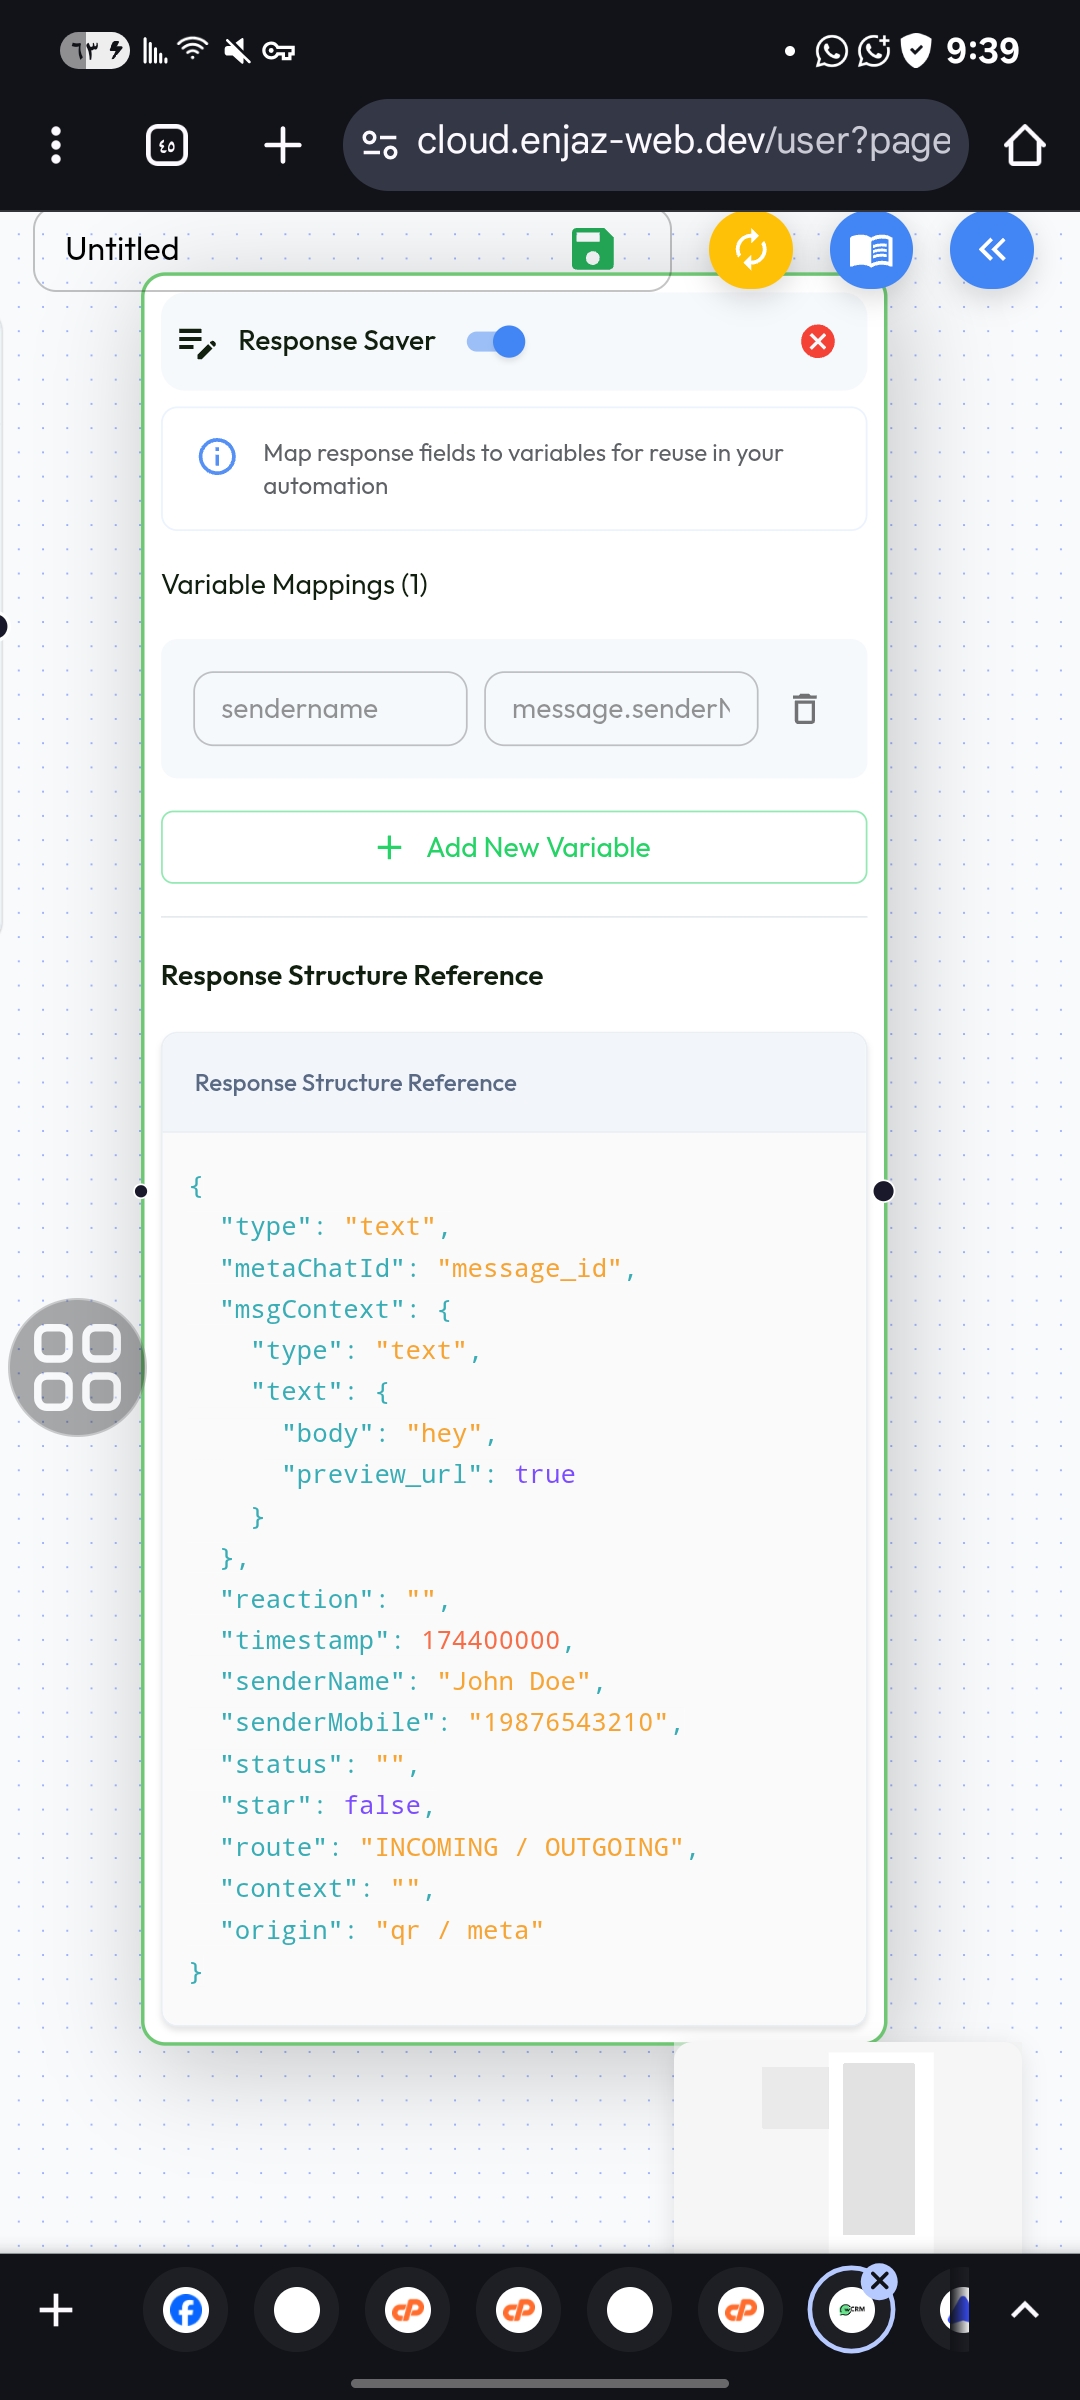 ٦٣
9:39
٤٥
cloud.enjaz-web.dev/user?page
Untitled
Response Saver
Map response fields to variables for reuse in your
automation
Variable Mappings (1)
sendername
message.senderN
Add New Variable
Response Structure Reference
Response Structure Reference
{
"type": "text",
"metaChatId": "message_id",
"msgContext": {
"type": "text",
"text": {
"body": "hey",
"preview_url": true
}
},
"reaction": "",
"timestamp": 174400000,
"senderName": "John Doe",
"senderMobile": "19876543210",
"status": "",
"star": false,
"route": "INCOMING / OUTGOING",
"context": "",
"origin": "qr / meta"
}
CRM